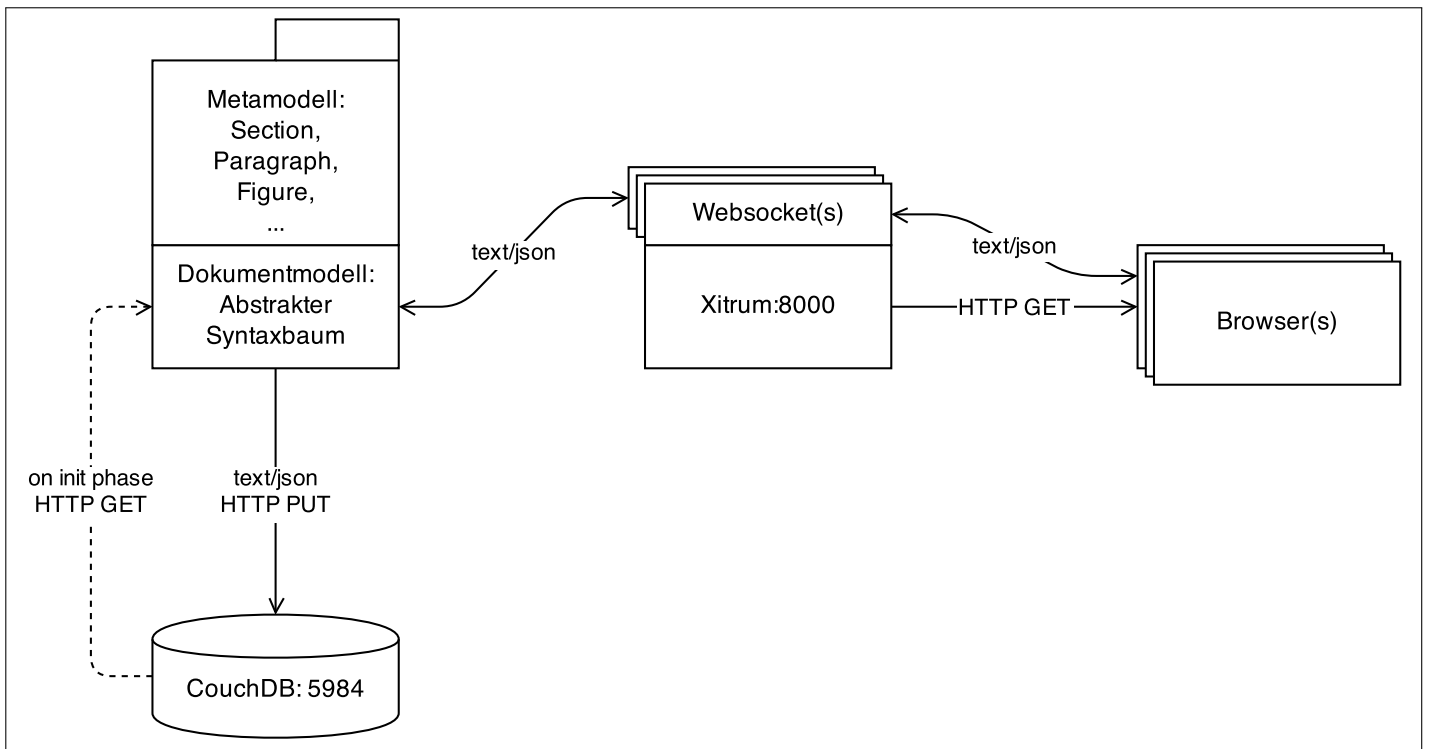 Metamodell:
Section,
Paragraph,
Figure,
...
Dokumentmodell:
Abstrakter
Syntaxbaum
text/json
Websocket(s)
Xitrum:8000
text/json
HTTP GET
Browser(s)
on init phase
HTTP GET
text/json
HTTP PUT
CouchDB: 5984